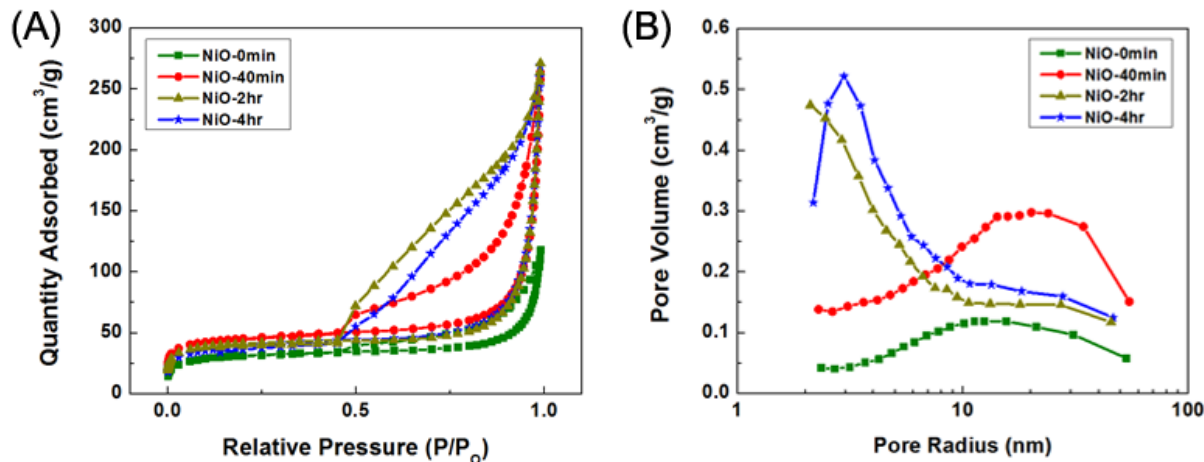 (A)
300
250
200
150
100
50
0
Quantity Adsorbed (cm³/g)
NiO-0min
NiO-40min
NiO-2hr
NiO-4hr
0.0
0.5
1.0
Relative Pressure (P/P₀)
(B)
0.6
0.5
0.4
0.3
0.2
0.1
0.0
Pore Volume (cm³/g)
NiO-0min
NiO-40min
NiO-2hr
NiO-4hr
1
10
100
Pore Radius (nm)